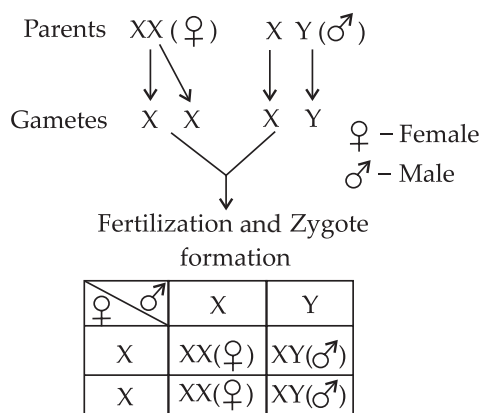 Parents XX (♀) X Y (♂)
Gametes X X X Y
♀ – Female
♂ – Male
Fertilization and Zygote
formation
♀ ♂ X Y
X XX(♀) XY(♂)
X XX(♀) XY(♂)